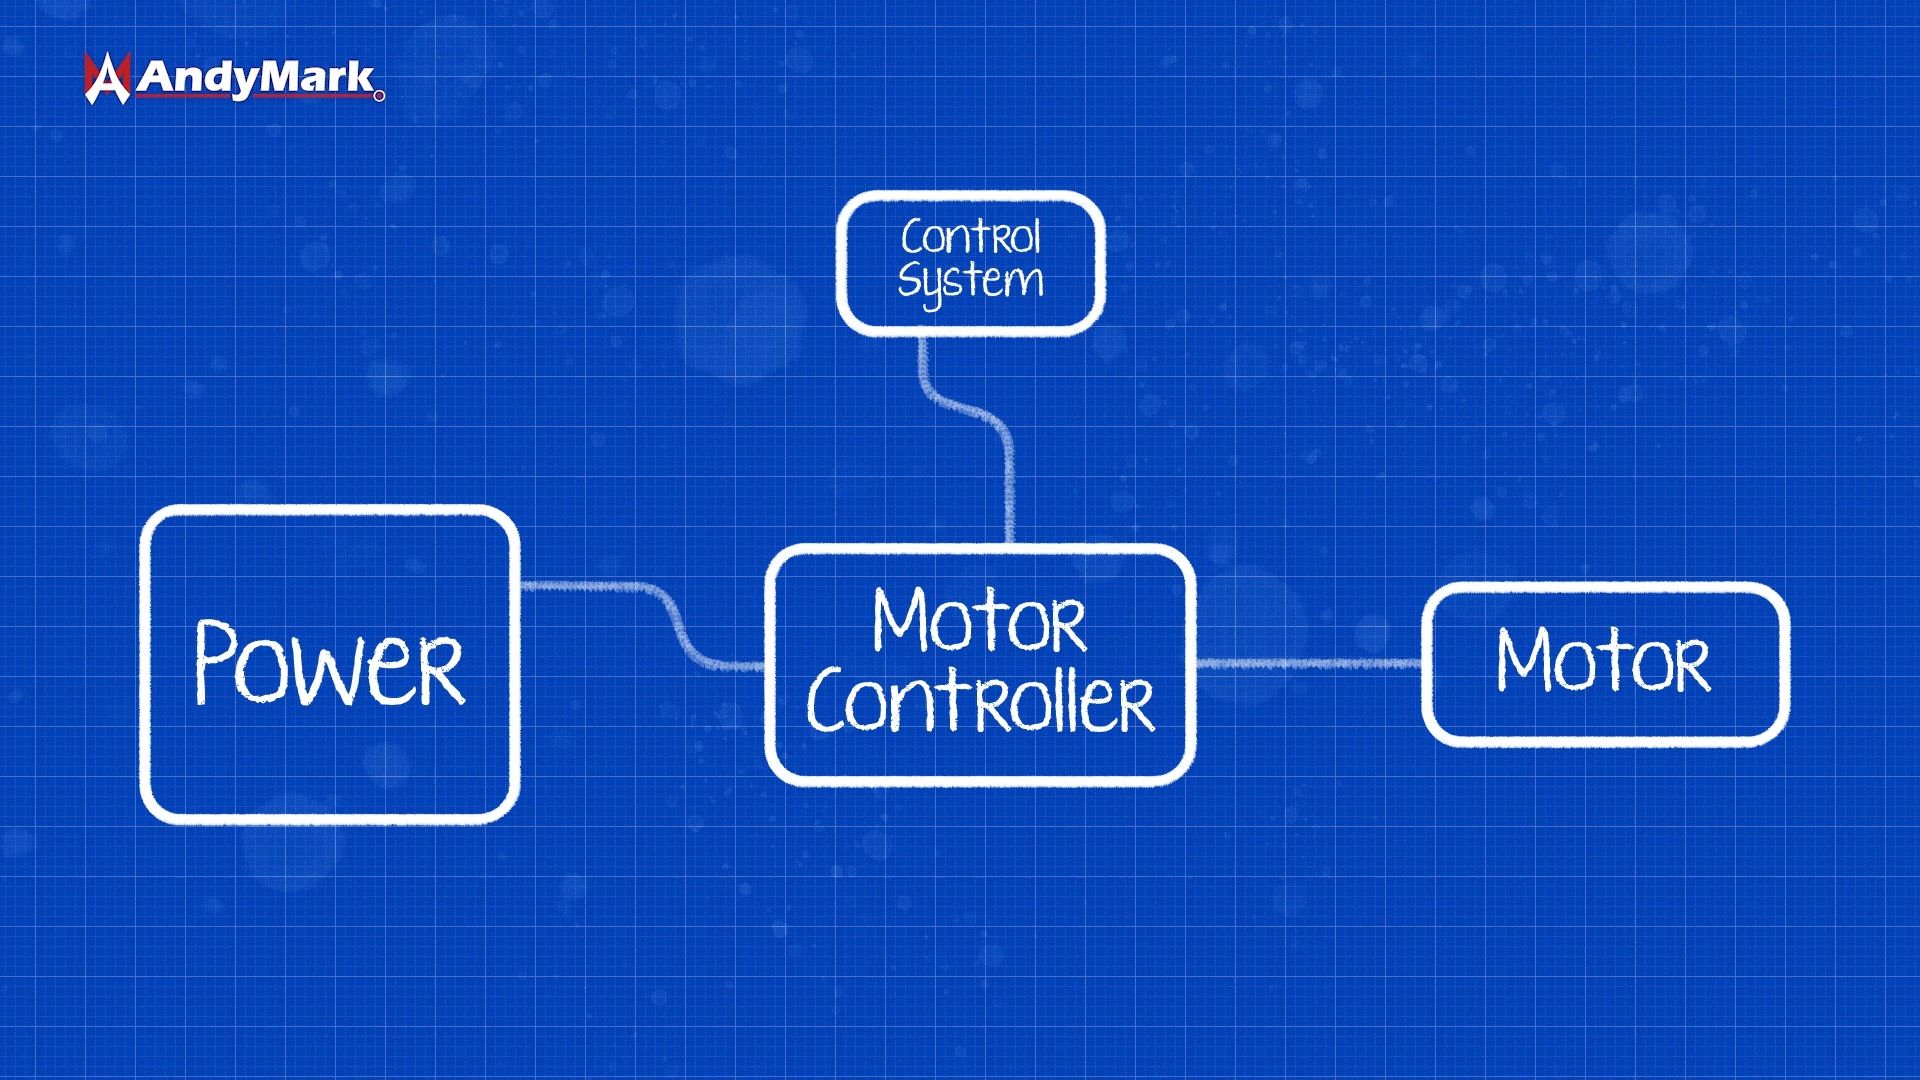 AndyMark
Control
System
Power
Motor
Controller
Motor